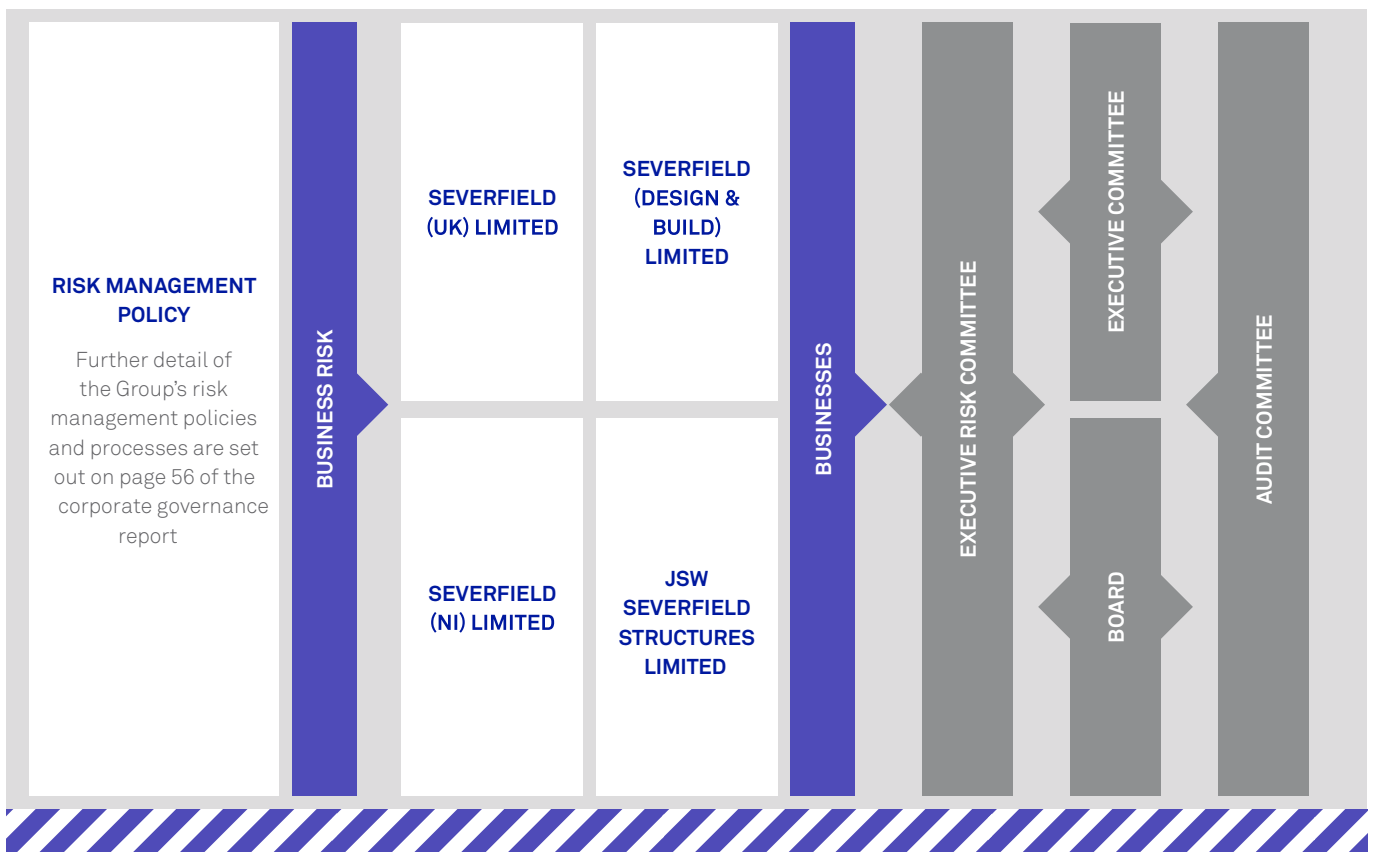 RISK MANAGEMENT
POLICY
Further detail of
the Group’s risk
management policies
and processes are set
out on page 56 of the
corporate governance
report
BUSINESS RISK
SEVERFIELD
(UK) LIMITED
SEVERFIELD
(DESIGN &
BUILD)
LIMITED
SEVERFIELD
(NI) LIMITED
JSW
SEVERFIELD
STRUCTURES
LIMITED
BUSINESSES
EXECUTIVE RISK COMMITTEE
EXECUTIVE COMMITTEE
BOARD
AUDIT COMMITTEE